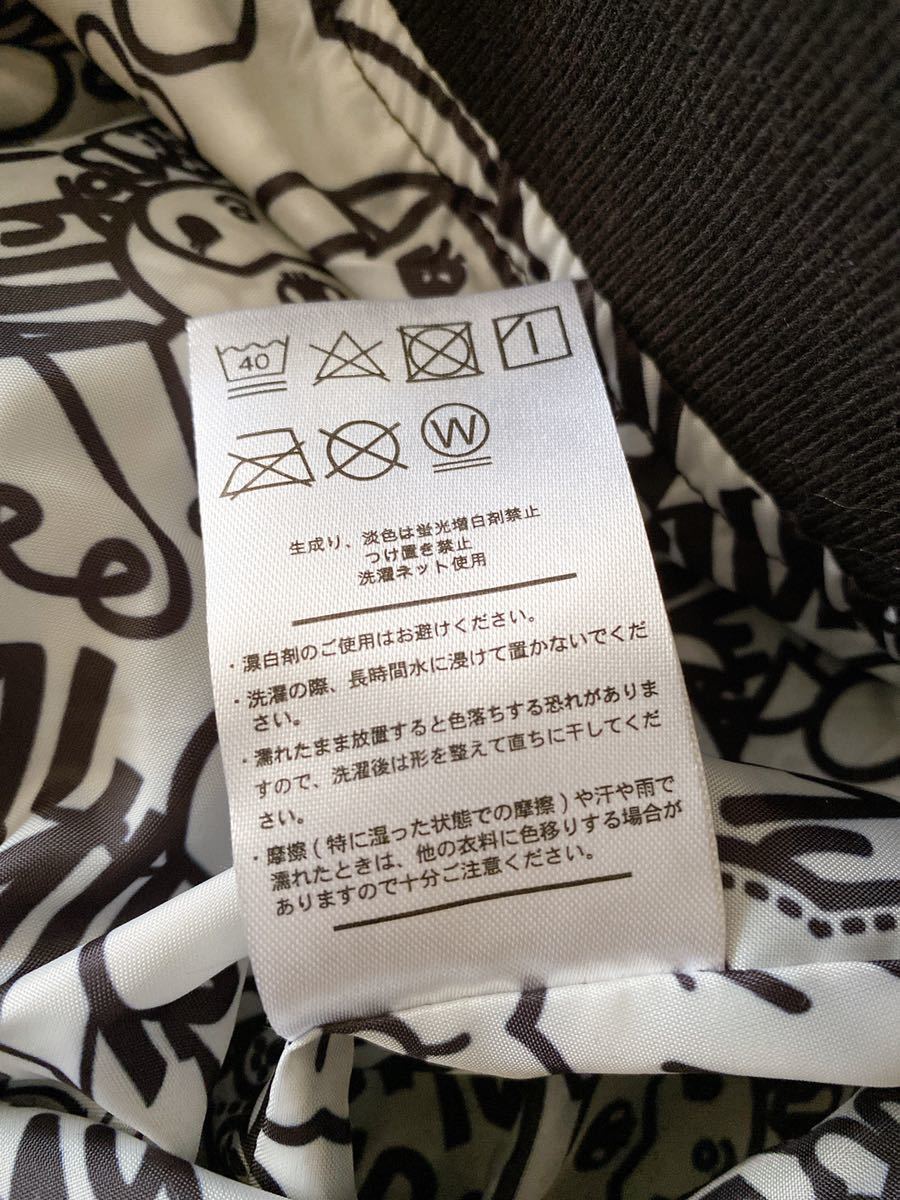 40
W
生成り、淡色は蛍光増白剤禁止
つけ置き禁止
洗濯ネット使用
・漂白剤のご使用はお避けください。
・洗濯の際、長時間水に浸けて置かないでくだ
さい。
・濡れたまま放置すると色落ちする恐れがありま
すので、洗濯後は形を整えて直ちに干してくだ
さい。
・摩擦(特に湿った状態での摩擦)や汗や雨で
濡れたときは、他の衣料に色移りする場合が
ありますので十分ご注意ください。